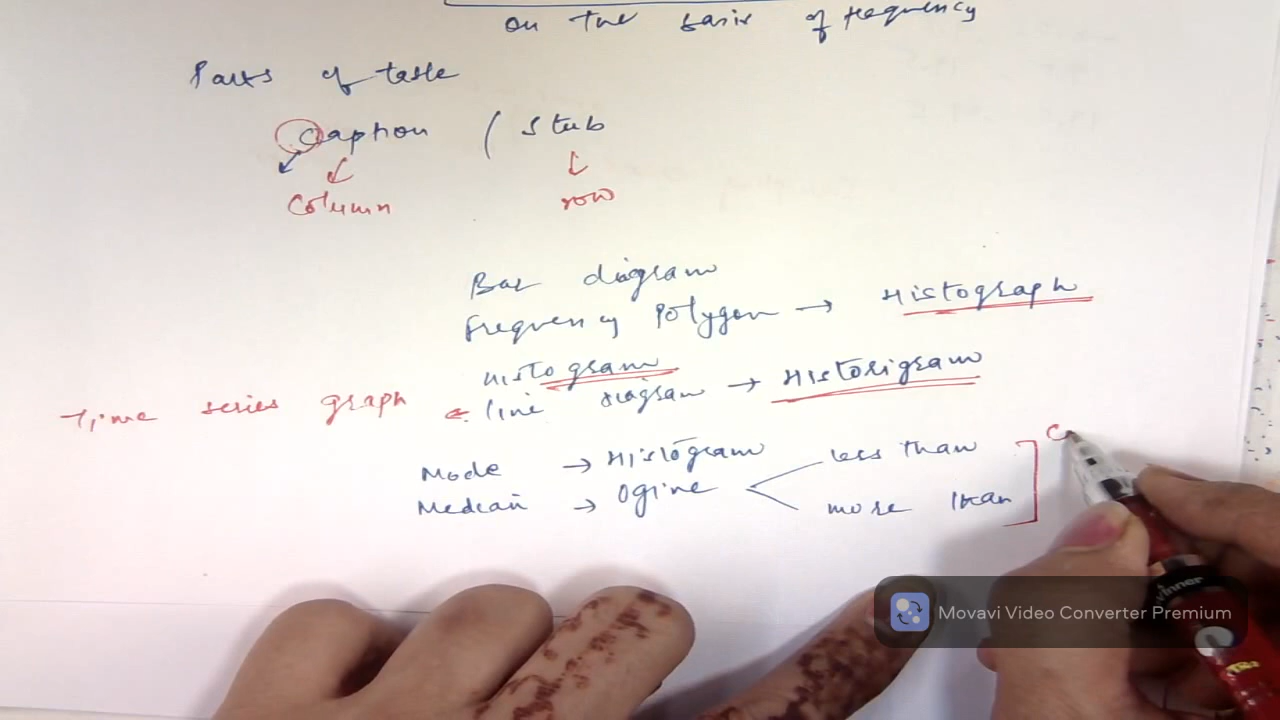 on the basis of frequency
Parts of table
Caption / Stub
Column row
Bar diagram
Frequency Polygon → Histograph
Histogram
Time series graph ← line diagram → Historigram
Mode → Histogram
Median → Ogive
less than
more than
C
Winner
Movavi Video Converter Premium